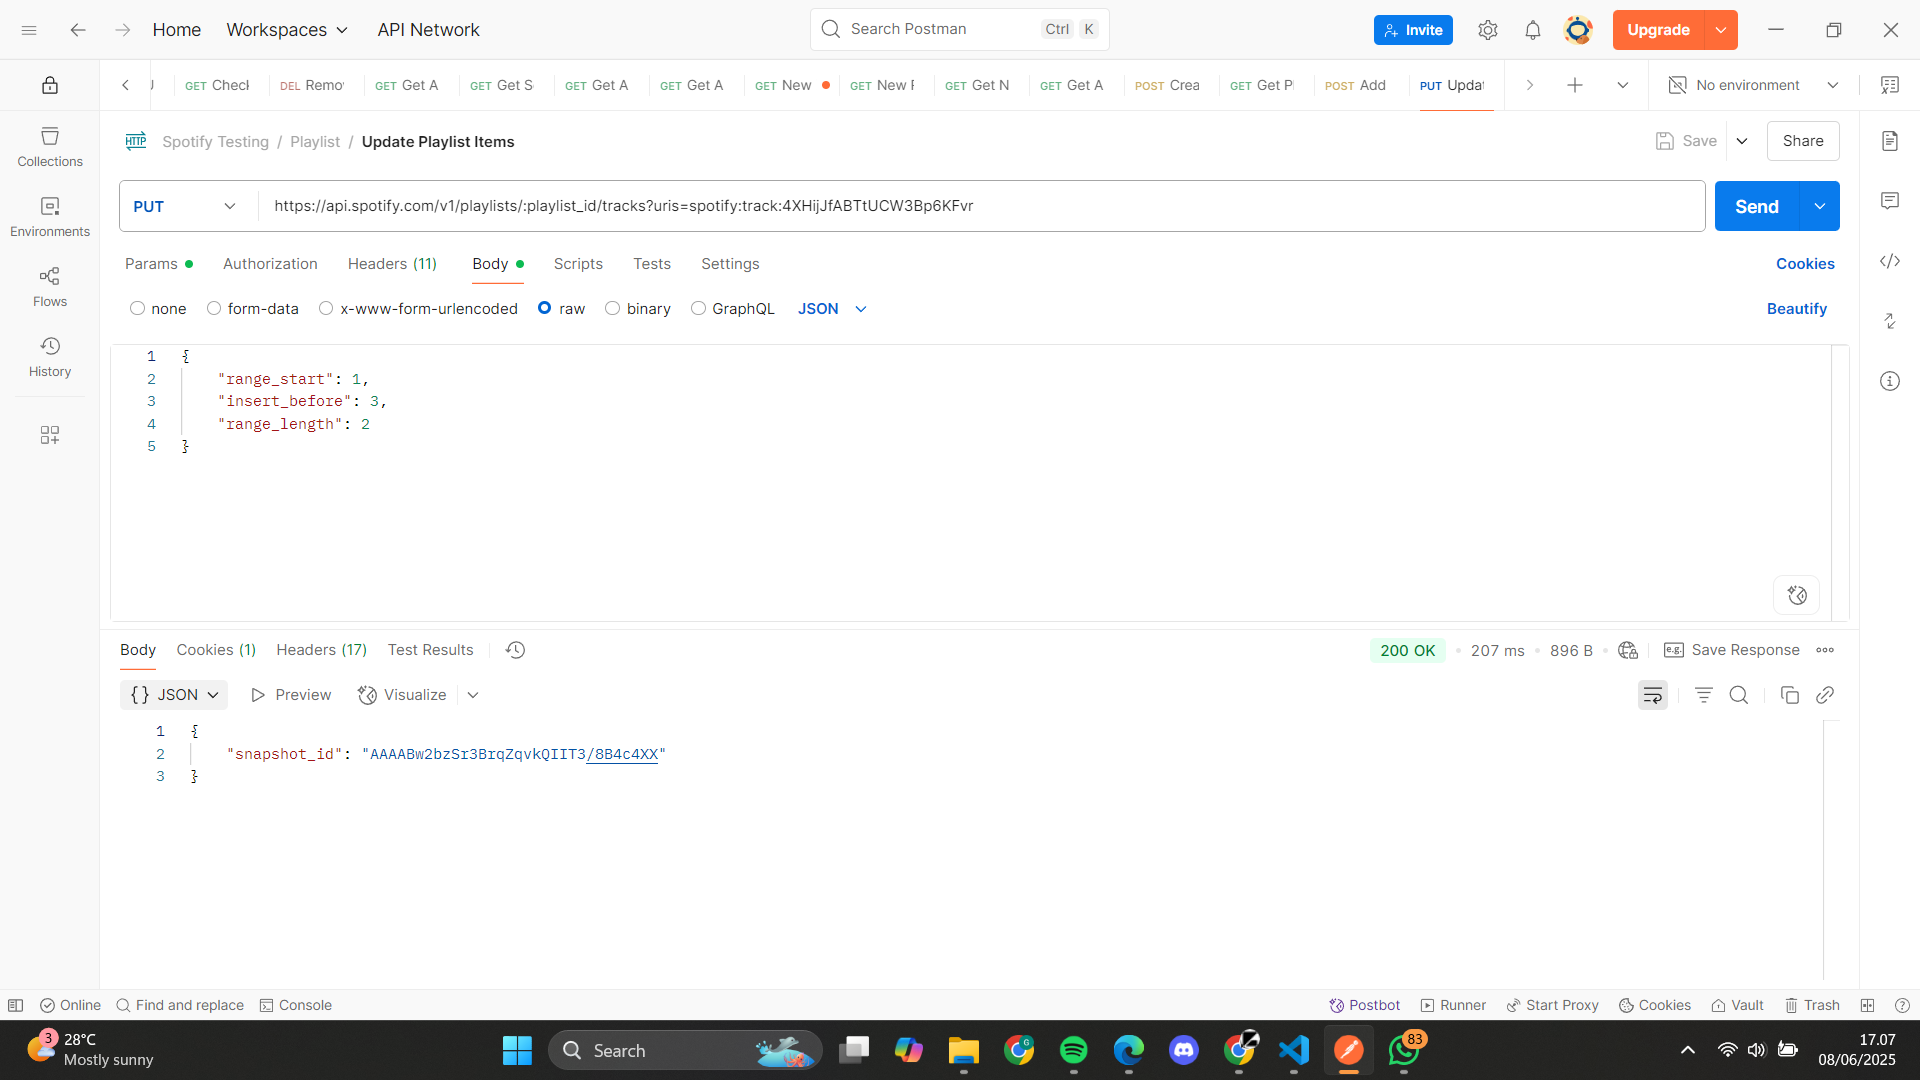 Home Workspaces API Network Search Postman Ctrl K Invite Upgrade
GET Check DEL Remo GET Get A GET Get S GET Get A GET Get A GET New GET New F GET Get N GET Get A POST Crea GET Get Pl POST Add PUT Updat No environment
HTTP Spotify Testing / Playlist / Update Playlist Items Save Share
Collections
Environments
Flows
History
PUT https://api.spotify.com/v1/playlists/:playlist_id/tracks?uris=spotify:track:4XHijJfABTtUCW3Bp6KFvr Send
Params Authorization Headers (11) Body Scripts Tests Settings Cookies
none form-data x-www-form-urlencoded raw binary GraphQL JSON Beautify
1 {
2 "range_start": 1,
3 "insert_before": 3,
4 "range_length": 2
5 }
Body Cookies (1) Headers (17) Test Results 200 OK 207 ms 896 B e.g. Save Response
{} JSON Preview Visualize
1 {
2 "snapshot_id": "AAAABw2bzSr3BrqZqvkQIIT3/8B4c4XX"
3 }
Online Find and replace Console Postbot Runner Start Proxy Cookies Vault Trash
3 28°C
Mostly sunny
Search
G
83
17.07
08/06/2025